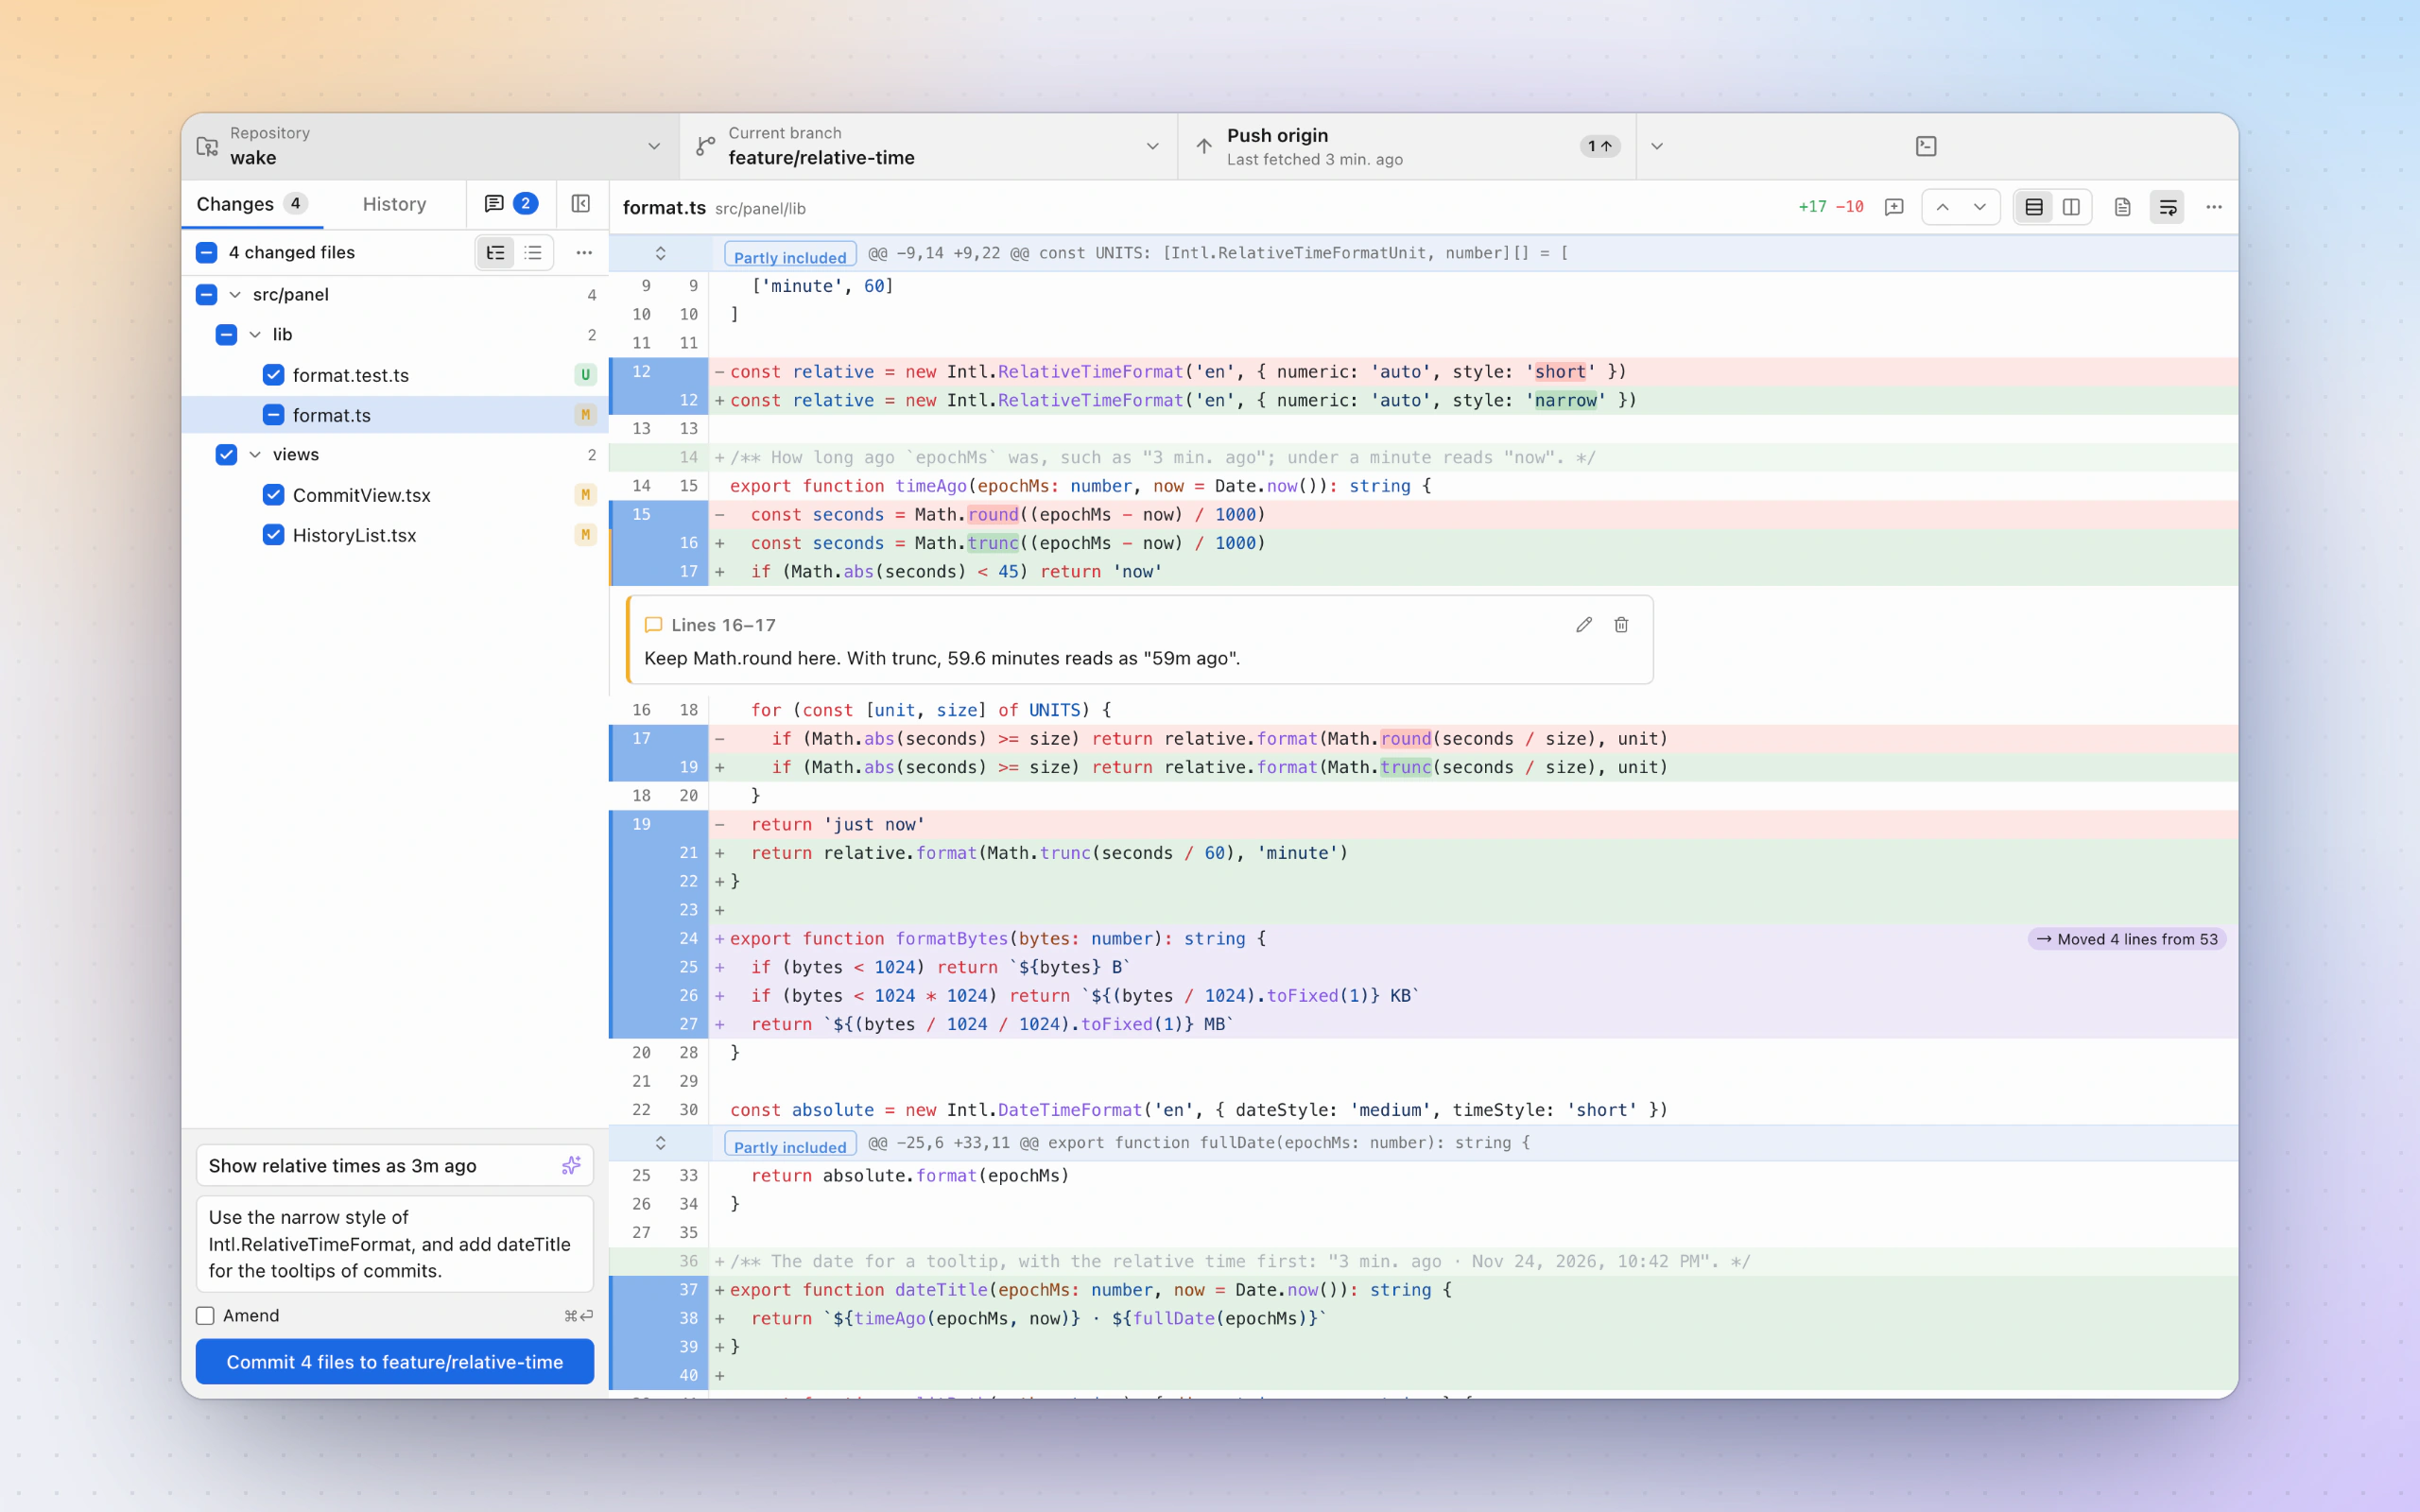 Repository
wake
Current branch
feature/relative-time
Push origin
Last fetched 3 min. ago
1↑
Changes 4
History
2
4 changed files
src/panel 4
lib 2
format.test.ts U
format.ts M
views 2
CommitView.tsx M
HistoryList.tsx M
Show relative times as 3m ago
Use the narrow style of
Intl.RelativeTimeFormat, and add dateTitle
for the tooltips of commits.
Amend ⌘⏎
Commit 4 files to feature/relative-time
format.ts src/panel/lib
+17 −10
Partly included @@ −9,14 +9,22 @@ const UNITS: [Intl.RelativeTimeFormatUnit, number][] = [
9 9 ['minute', 60]
10 10 ]
11 11
12 − const relative = new Intl.RelativeTimeFormat('en', { numeric: 'auto', style: 'short' })
12 + const relative = new Intl.RelativeTimeFormat('en', { numeric: 'auto', style: 'narrow' })
13 13
14 + /** How long ago `epochMs` was, such as "3 min. ago"; under a minute reads "now". */
14 15 export function timeAgo(epochMs: number, now = Date.now()): string {
15 − const seconds = Math.round((epochMs − now) / 1000)
16 + const seconds = Math.trunc((epochMs − now) / 1000)
17 + if (Math.abs(seconds) < 45) return 'now'
Lines 16–17
Keep Math.round here. With trunc, 59.6 minutes reads as "59m ago".
16 18 for (const [unit, size] of UNITS) {
17 − if (Math.abs(seconds) >= size) return relative.format(Math.round(seconds / size), unit)
19 + if (Math.abs(seconds) >= size) return relative.format(Math.trunc(seconds / size), unit)
18 20 }
19 − return 'just now'
21 + return relative.format(Math.trunc(seconds / 60), 'minute')
22 + }
23 +
24 + export function formatBytes(bytes: number): string { → Moved 4 lines from 53
25 + if (bytes < 1024) return `${bytes} B`
26 + if (bytes < 1024 * 1024) return `${(bytes / 1024).toFixed(1)} KB`
27 + return `${(bytes / 1024 / 1024).toFixed(1)} MB`
20 28 }
21 29
22 30 const absolute = new Intl.DateTimeFormat('en', { dateStyle: 'medium', timeStyle: 'short' })
Partly included @@ −25,6 +33,11 @@ export function fullDate(epochMs: number): string {
25 33 return absolute.format(epochMs)
26 34 }
27 35
36 + /** The date for a tooltip, with the relative time first: "3 min. ago · Nov 24, 2026, 10:42 PM". */
37 + export function dateTitle(epochMs: number, now = Date.now()): string {
38 + return `${timeAgo(epochMs, now)} · ${fullDate(epochMs)}`
39 + }
40 +